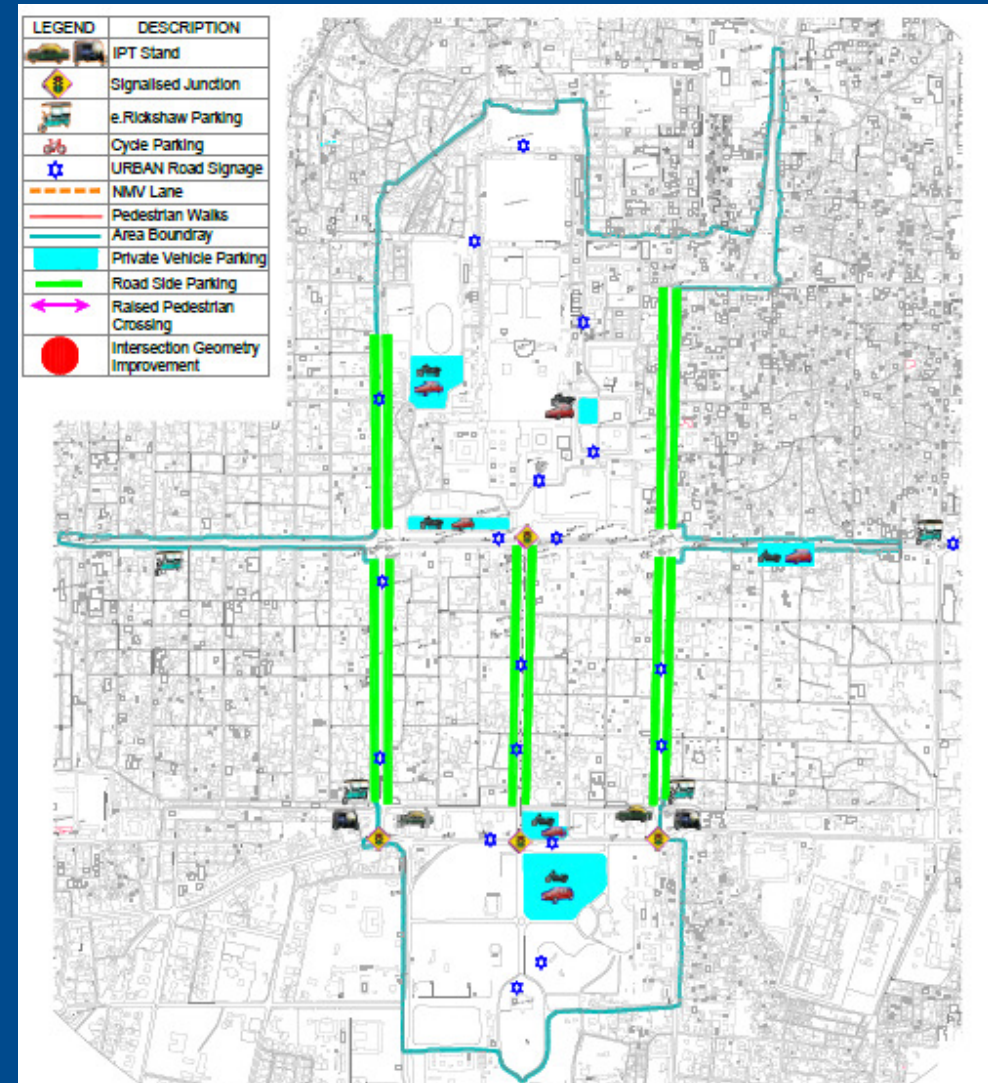 LEGEND DESCRIPTION
IPT Stand
Signalised Junction
e.Rickshaw Parking
Cycle Parking
URBAN Road Signage
NMV Lane
Pedestrian Walks
Area Boundray
Private Vehicle Parking
Road Side Parking
Raised Pedestrian
Crossing
Intersection Geometry
Improvement